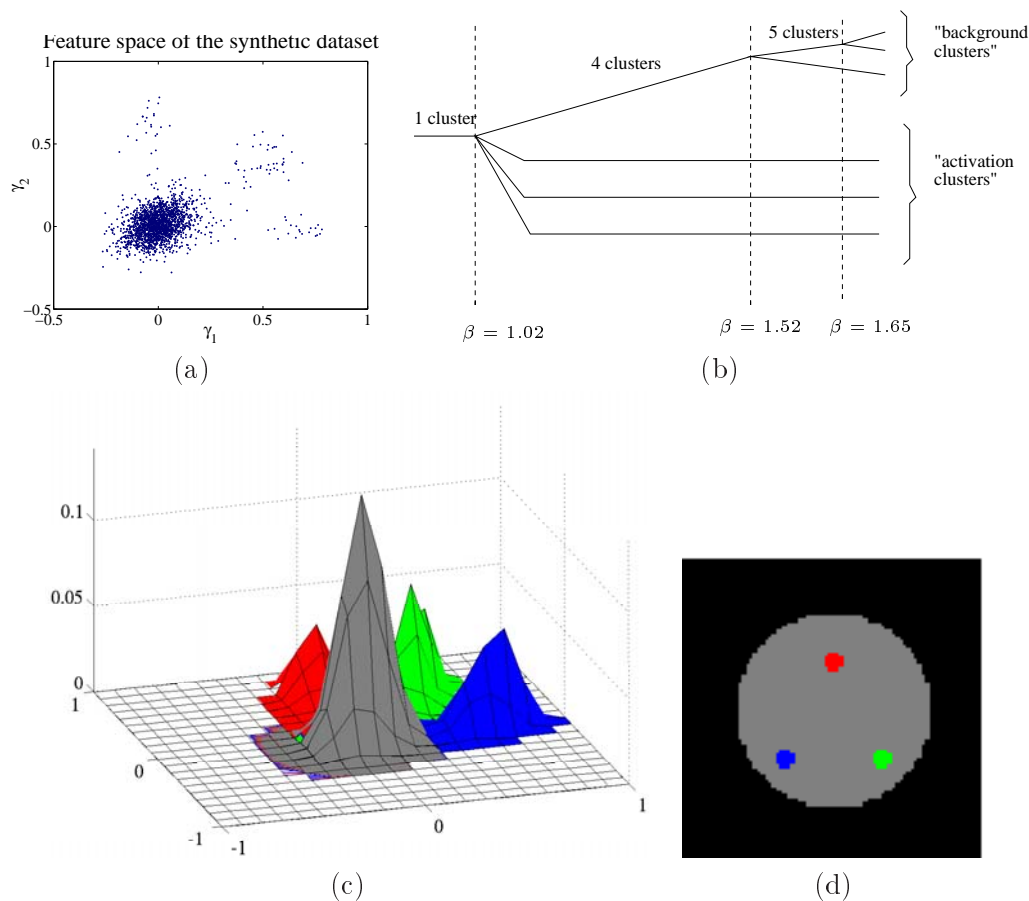 Feature space of the synthetic dataset
1
0.5
0
−0.5
γ2
−0.5
0
0.5
1
γ1
(a)
1 cluster
4 clusters
5 clusters
"background
clusters"
"activation
clusters"
β = 1.02
β = 1.52
β = 1.65
(b)
0.1
0.05
0
1
0
-1
-1
0
1
(c)
(d)